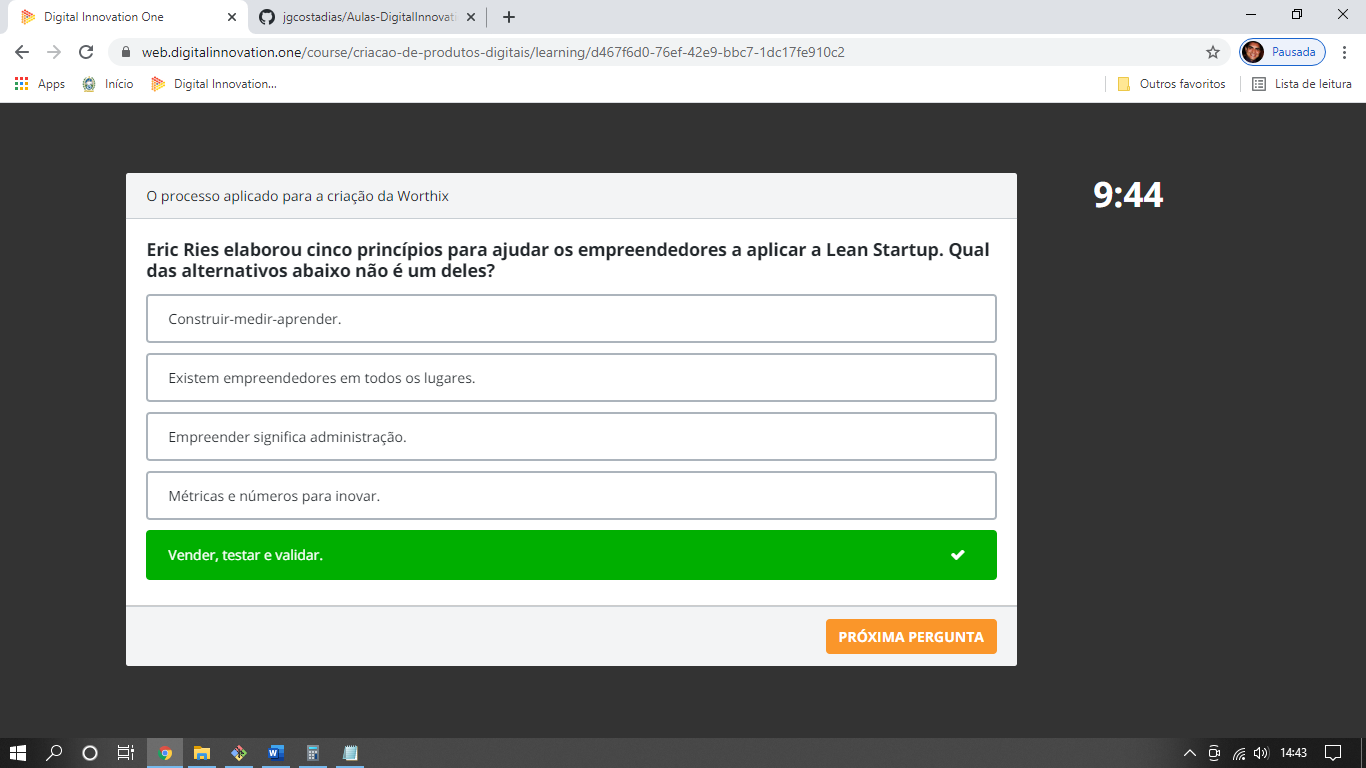 Digital Innovation One
jgcostadias/Aulas-DigitalInnovati
web.digitalinnovation.one/course/criacao-de-produtos-digitais/learning/d467f6d0-76ef-42e9-bbc7-1dc17fe910c2
Pausada
Apps
Início
Digital Innovation...
Outros favoritos
Lista de leitura
O processo aplicado para a criação da Worthix
9:44
Eric Ries elaborou cinco princípios para ajudar os empreendedores a aplicar a Lean Startup. Qual
das alternativos abaixo não é um deles?
Construir-medir-aprender.
Existem empreendedores em todos os lugares.
Empreender significa administração.
Métricas e números para inovar.
Vender, testar e validar.
PRÓXIMA PERGUNTA
14:43